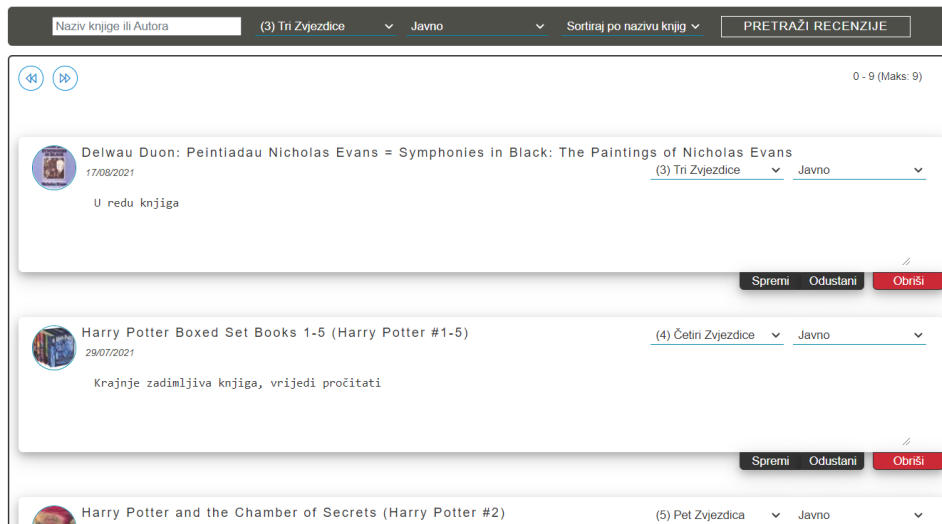 Naziv knjige ili Autora (3) Tri Zvjezdice Javno Sortiraj po nazivu knjig PRETRAŽI RECENZIJE
0 - 9 (Maks: 9)
Delwau Duon: Peintiadau Nicholas Evans = Symphonies in Black: The Paintings of Nicholas Evans
17/08/2021 (3) Tri Zvjezdice Javno
U redu knjiga
Spremi Odustani Obriši
Harry Potter Boxed Set Books 1-5 (Harry Potter #1-5)
(4) Četiri Zvjezdice Javno
29/07/2021
Krajnje zadimljiva knjiga, vrijedi pročitati
Spremi Odustani Obriši
Harry Potter and the Chamber of Secrets (Harry Potter #2)
(5) Pet Zvjezdica Javno